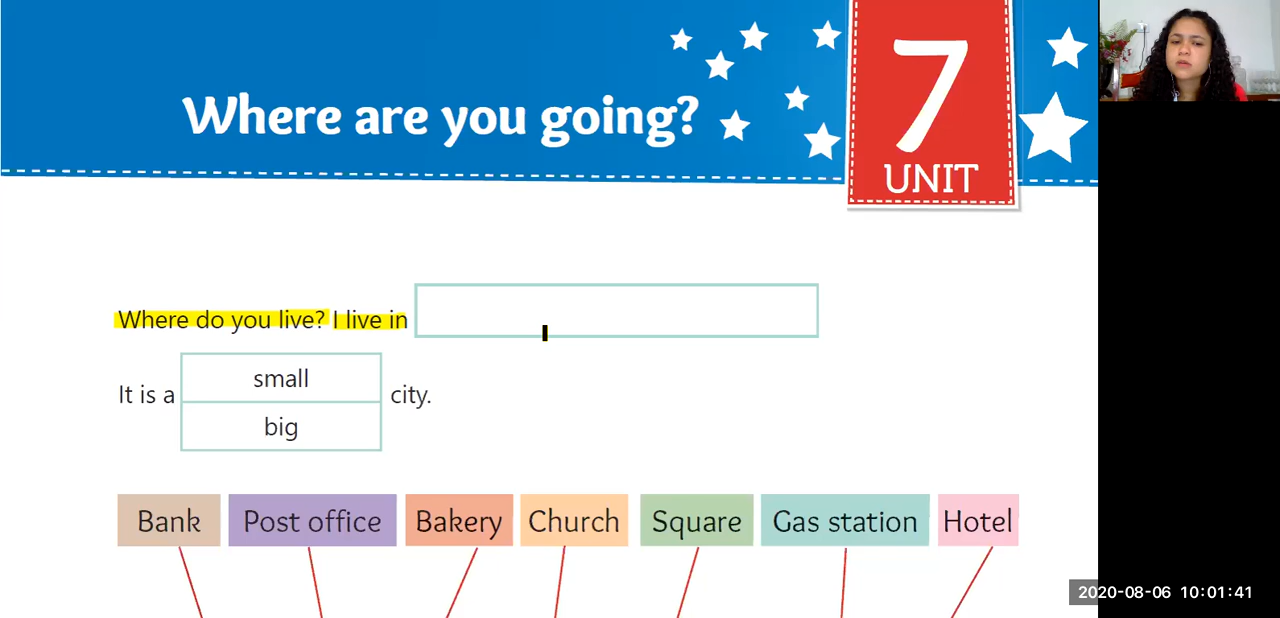 Where are you going?
7
UNIT
Where do you live? I live in
It is a small city.
big
Bank Post office Bakery Church Square Gas station Hotel
2020-08-06 10:01:41